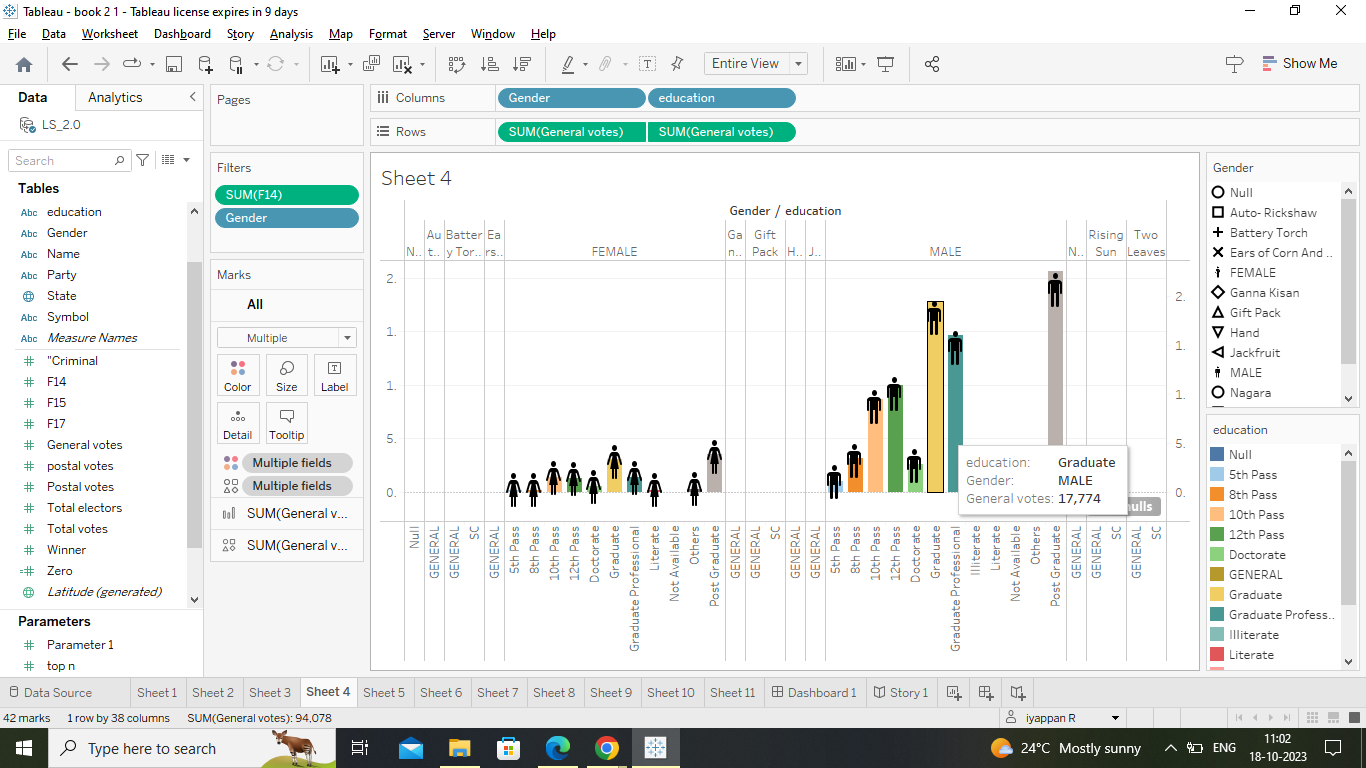 Tableau - book 2 1 - Tableau license expires in 9 days
File Data Worksheet Dashboard Story Analysis Map Format Server Window Help
Entire View
Show Me
Data Analytics
LS_2.0
Search
Tables
Abc education
Abc Gender
Abc Name
Abc Party
State
Abc Symbol
Abc Measure Names
"Criminal
F14
F15
F17
General votes
postal votes
Postal votes
Total electors
Total votes
Winner
Zero
Latitude (generated)
Parameters
Parameter 1
top n
Pages
Filters
SUM(F14)
Gender
Marks
All
Multiple
Color Size Label
Detail Tooltip
Multiple fields
Multiple fields
SUM(General v...
SUM(General v...
Columns Gender education
Rows SUM(General votes) SUM(General votes)
Sheet 4
Gender / education
N.. Au t.. Batter y Tor.. Ea rs.. FEMALE Ga n.. Gift Pack H.. J.. MALE N.. Rising Sun Two Leaves
2.
1.
1.
5.
0.
2.
1.
1.
5.
0.
Null GENERAL GENERAL SC GENERAL 5th Pass 8th Pass 10th Pass 12th Pass Doctorate Graduate Graduate Professional Literate Not Available Others Post Graduate GENERAL GENERAL SC GENERAL GENERAL 5th Pass 8th Pass 10th Pass 12th Pass Doctorate Graduate Graduate Professional Illiterate Literate Not Available Others Post Graduate GENERAL GENERAL SC GENERAL SC
education: Graduate
Gender: MALE
General votes: 17,774
nulls
Gender
Null
Auto- Rickshaw
Battery Torch
Ears of Corn And ..
FEMALE
Ganna Kisan
Gift Pack
Hand
Jackfruit
MALE
Nagara
education
Null
5th Pass
8th Pass
10th Pass
12th Pass
Doctorate
GENERAL
Graduate
Graduate Profess..
Illiterate
Literate
Data Source Sheet 1 Sheet 2 Sheet 3 Sheet 4 Sheet 5 Sheet 6 Sheet 7 Sheet 8 Sheet 9 Sheet 10 Sheet 11 Dashboard 1 Story 1
42 marks 1 row by 38 columns SUM(General votes): 94,078 iyappan R
Type here to search
24°C Mostly sunny ENG 11:02
18-10-2023